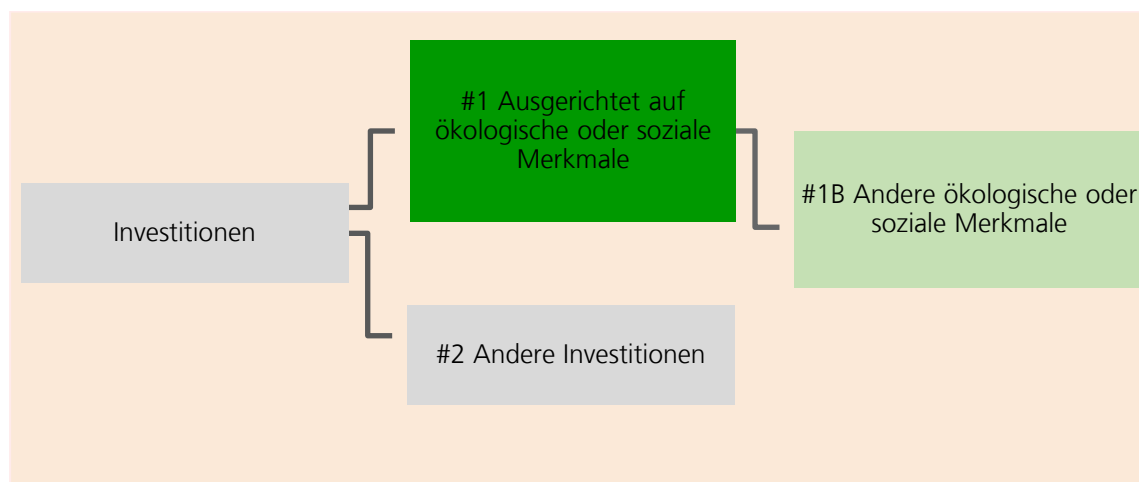 #1 Ausgerichtet auf
ökologische oder soziale
Merkmale
#1B Andere ökologische oder
soziale Merkmale
Investitionen
#2 Andere Investitionen